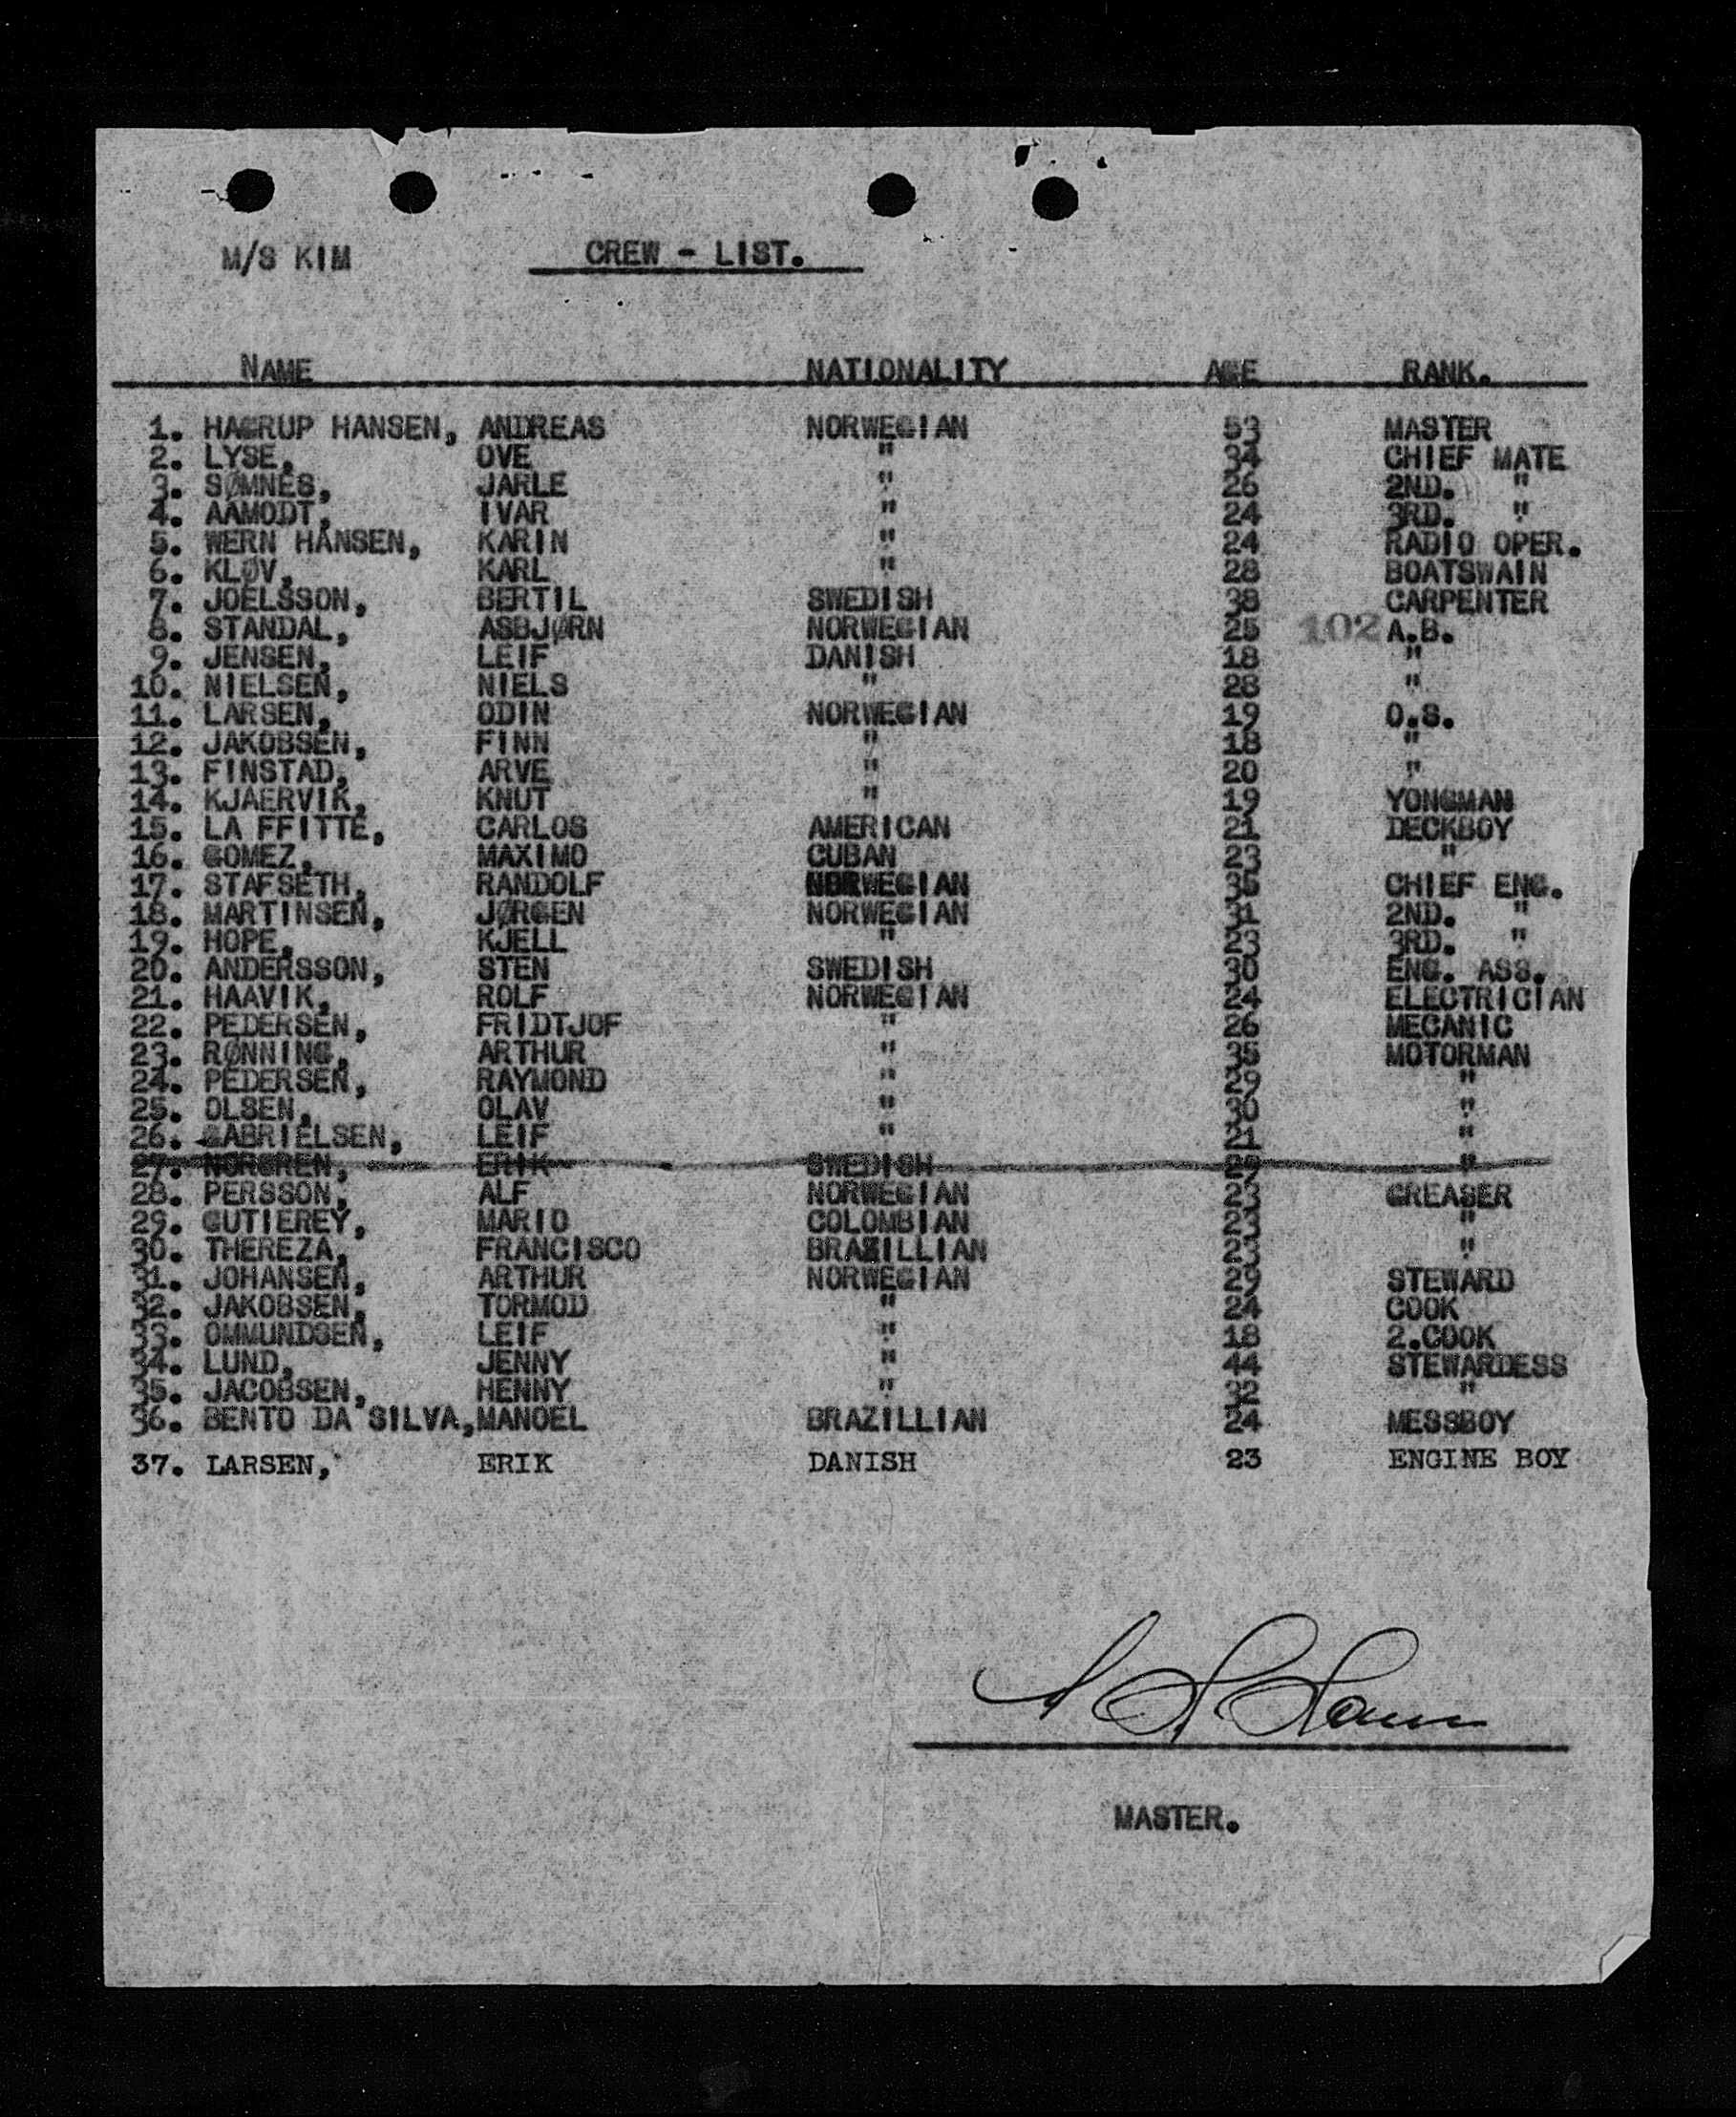 M/S KIM CREW - LIST.
NAME NATIONALITY AGE RANK.
1. HAGRUP HANSEN, ANDREAS NORWEGIAN 53 MASTER
2. LYSE, OVE " 34 CHIEF MATE
3. SØMNES, JARLE " 26 2ND. "
4. AAMODT, IVAR " 24 3RD. "
5. WERN HANSEN, KARIN " 24 RADIO OPER.
6. KLØV, KARL " 28 BOATSWAIN
7. JOELSSON, BERTIL SWEDISH 38 CARPENTER
8. STANDAL, ASBJØRN NORWEGIAN 25 102 A.B.
9. JENSEN, LEIF DANISH 18 "
10. NIELSEN, NIELS " 28 "
11. LARSEN, ODIN NORWEGIAN 19 O.S.
12. JAKOBSEN, FINN " 18 "
13. FINSTAD, ARVE " 20 "
14. KJAERVIK, KNUT " 19 YONGMAN
15. LA FFITTE, CARLOS AMERICAN 21 DECKBOY
16. GOMEZ, MAXIMO CUBAN 23 "
17. STAFSETH, RANDOLF NORWEGIAN 35 CHIEF ENG.
18. MARTINSEN, JØRGEN NORWEGIAN 31 2ND. "
19. HOPE, KJELL " 23 3RD. "
20. ANDERSSON, STEN SWEDISH 30 ENG. ASS.
21. HAAVIK, ROLF NORWEGIAN 24 ELECTRICIAN
22. PEDERSEN, FRIDTJOF " 26 MECANIC
23. RØNNING, ARTHUR " 35 MOTORMAN
24. PEDERSEN, RAYMOND " 29 "
25. OLSEN, OLAV " 30 "
26. GABRIELSEN, LEIF " 21 "
27. NORGREN, ERIK SWEDISH "
28. PERSSON, ALF NORWEGIAN 23 GREASER
29. GUTIEREY, MARIO COLOMBIAN 23 "
30. THEREZA, FRANCISCO BRAZILLIAN 23 "
31. JOHANSEN, ARTHUR NORWEGIAN 29 STEWARD
32. JAKOBSEN, TORMOD " 24 COOK
33. OMMUNDSEN, LEIF " 18 2.COOK
34. LUND, JENNY " 44 STEWARDESS
35. JACOBSEN, HENNY " 32 "
36. BENTO DA SILVA, MANOEL BRAZILLIAN 24 MESSBOY
37. LARSEN, ERIK DANISH 23 ENGINE BOY
MASTER.